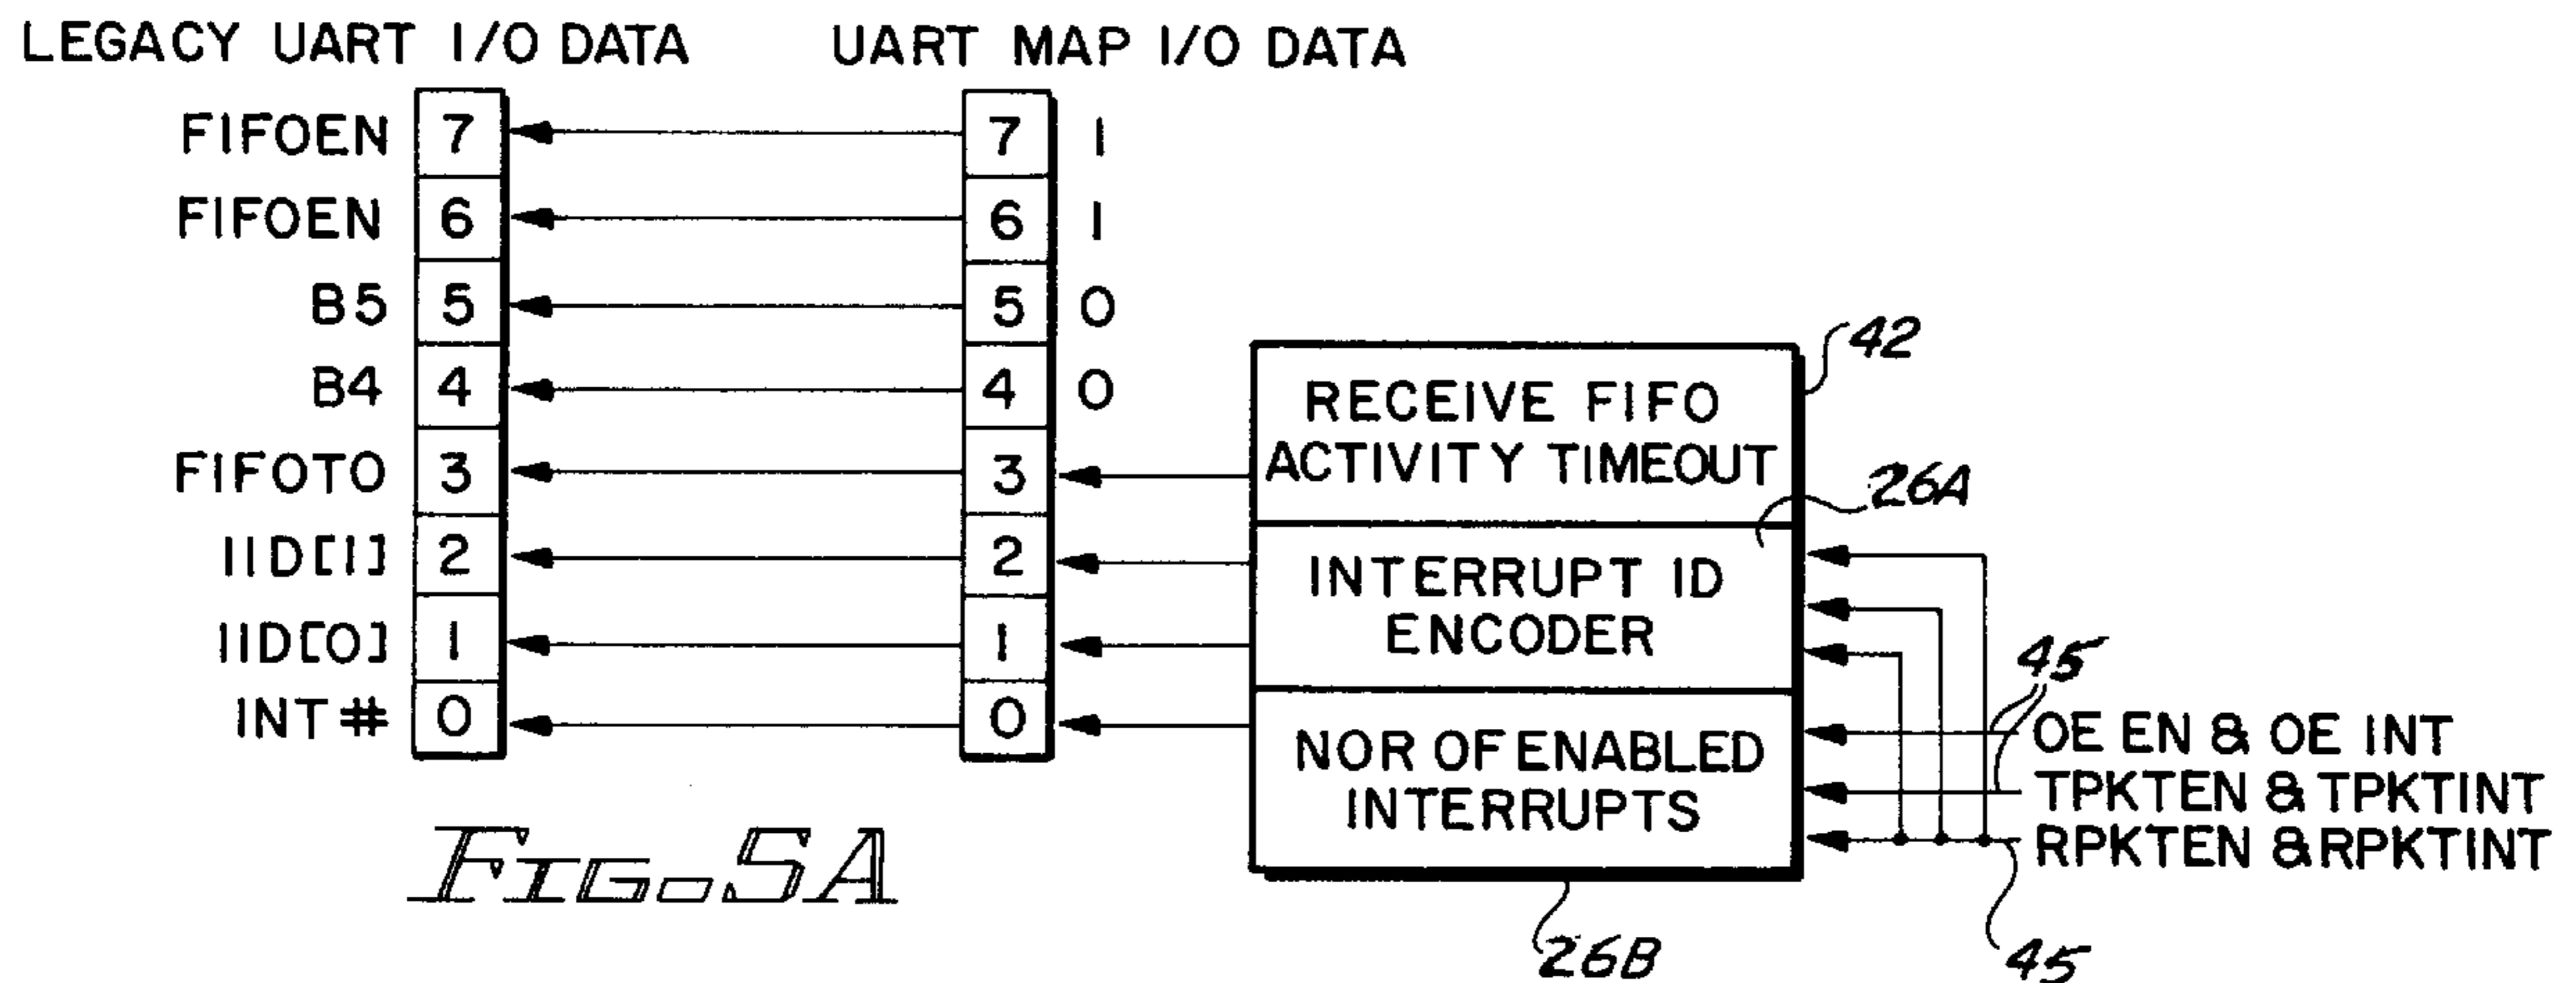 LEGACY UART I/O DATA UART MAP I/O DATA
FIFOEN 7 7 1
FIFOEN 6 6 1
B5 5 5 0
B4 4 4 0
FIFOTO 3 3
IID[1] 2 2
IID[0] 1 1
INT# 0 0
42
RECEIVE FIFO
ACTIVITY TIMEOUT
26A
INTERRUPT ID
ENCODER
NOR OF ENABLED
INTERRUPTS
26B
45
OE EN & OE INT
TPKTEN & TPKTINT
RPKTEN & RPKTINT
45
FIG. 5A